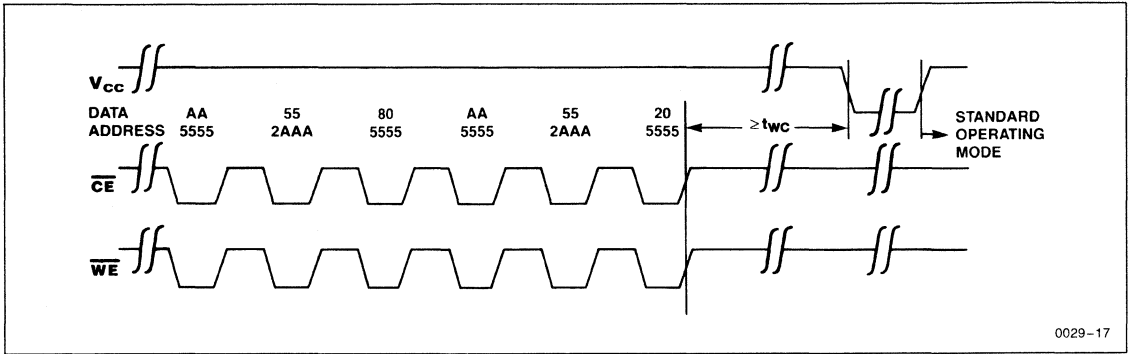 Vcc
DATA AA 55 80 AA 55 20
ADDRESS 5555 2AAA 5555 5555 2AAA 5555
≥tWC
STANDARD
OPERATING
MODE
CE
WE
0029-17